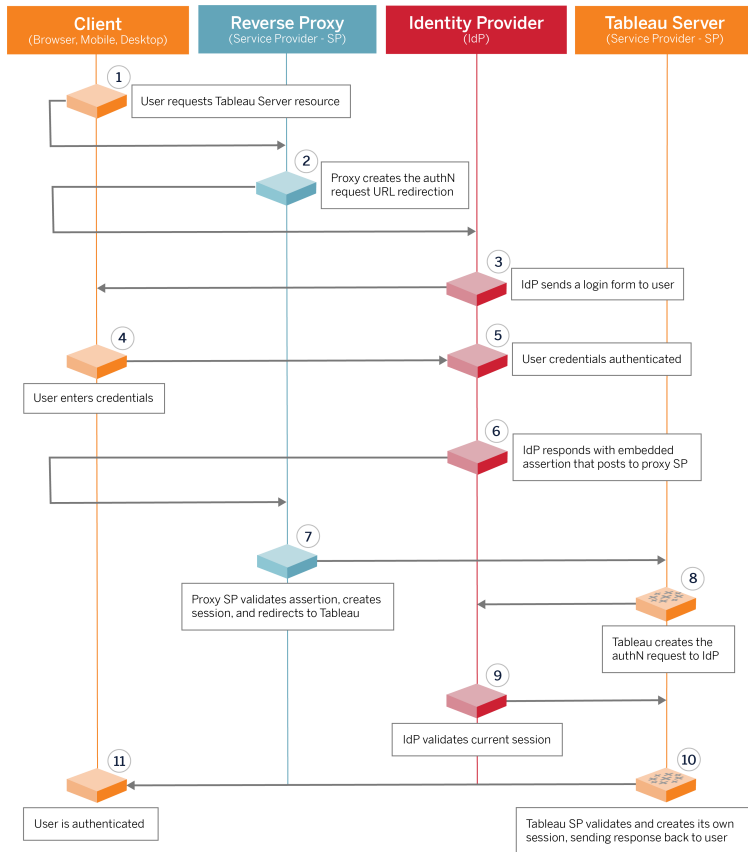 Client
(Browser, Mobile, Desktop)
Reverse Proxy
(Service Provider - SP)
Identity Provider
(IdP)
Tableau Server
(Service Provider - SP)
1
User requests Tableau Server resource
2
Proxy creates the authN
request URL redirection
3
IdP sends a login form to user
4
User enters credentials
5
User credentials authenticated
6
IdP responds with embedded
assertion that posts to proxy SP
7
Proxy SP validates assertion, creates
session, and redirects to Tableau
8
Tableau creates the
authN request to IdP
9
IdP validates current session
10
Tableau SP validates and creates its own
session, sending response back to user
11
User is authenticated